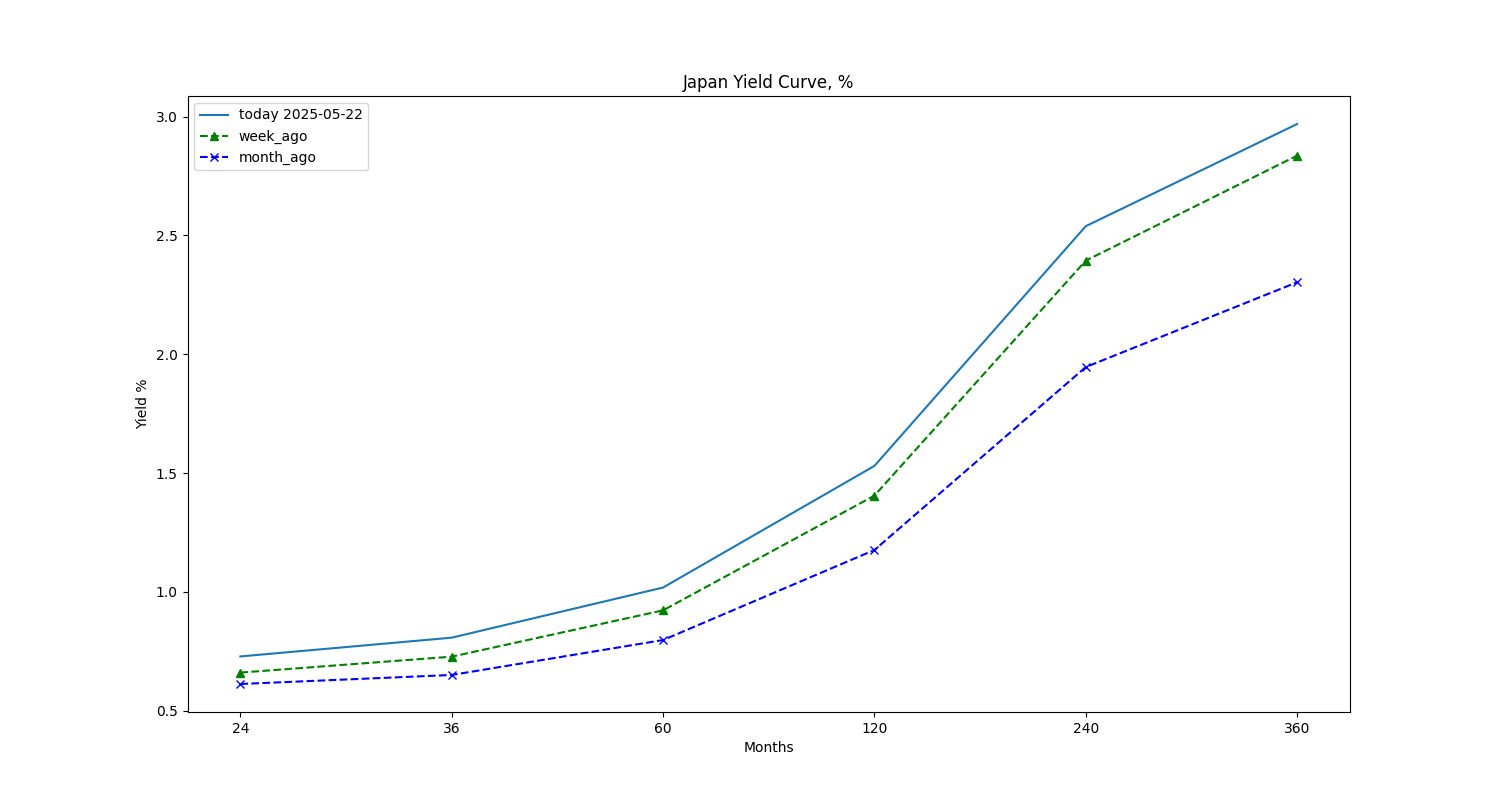 Japan Yield Curve, %
today 2025-05-22
week_ago
month_ago
3.0
2.5
2.0
1.5
1.0
0.5
Yield %
24 36 60 120 240 360
Months